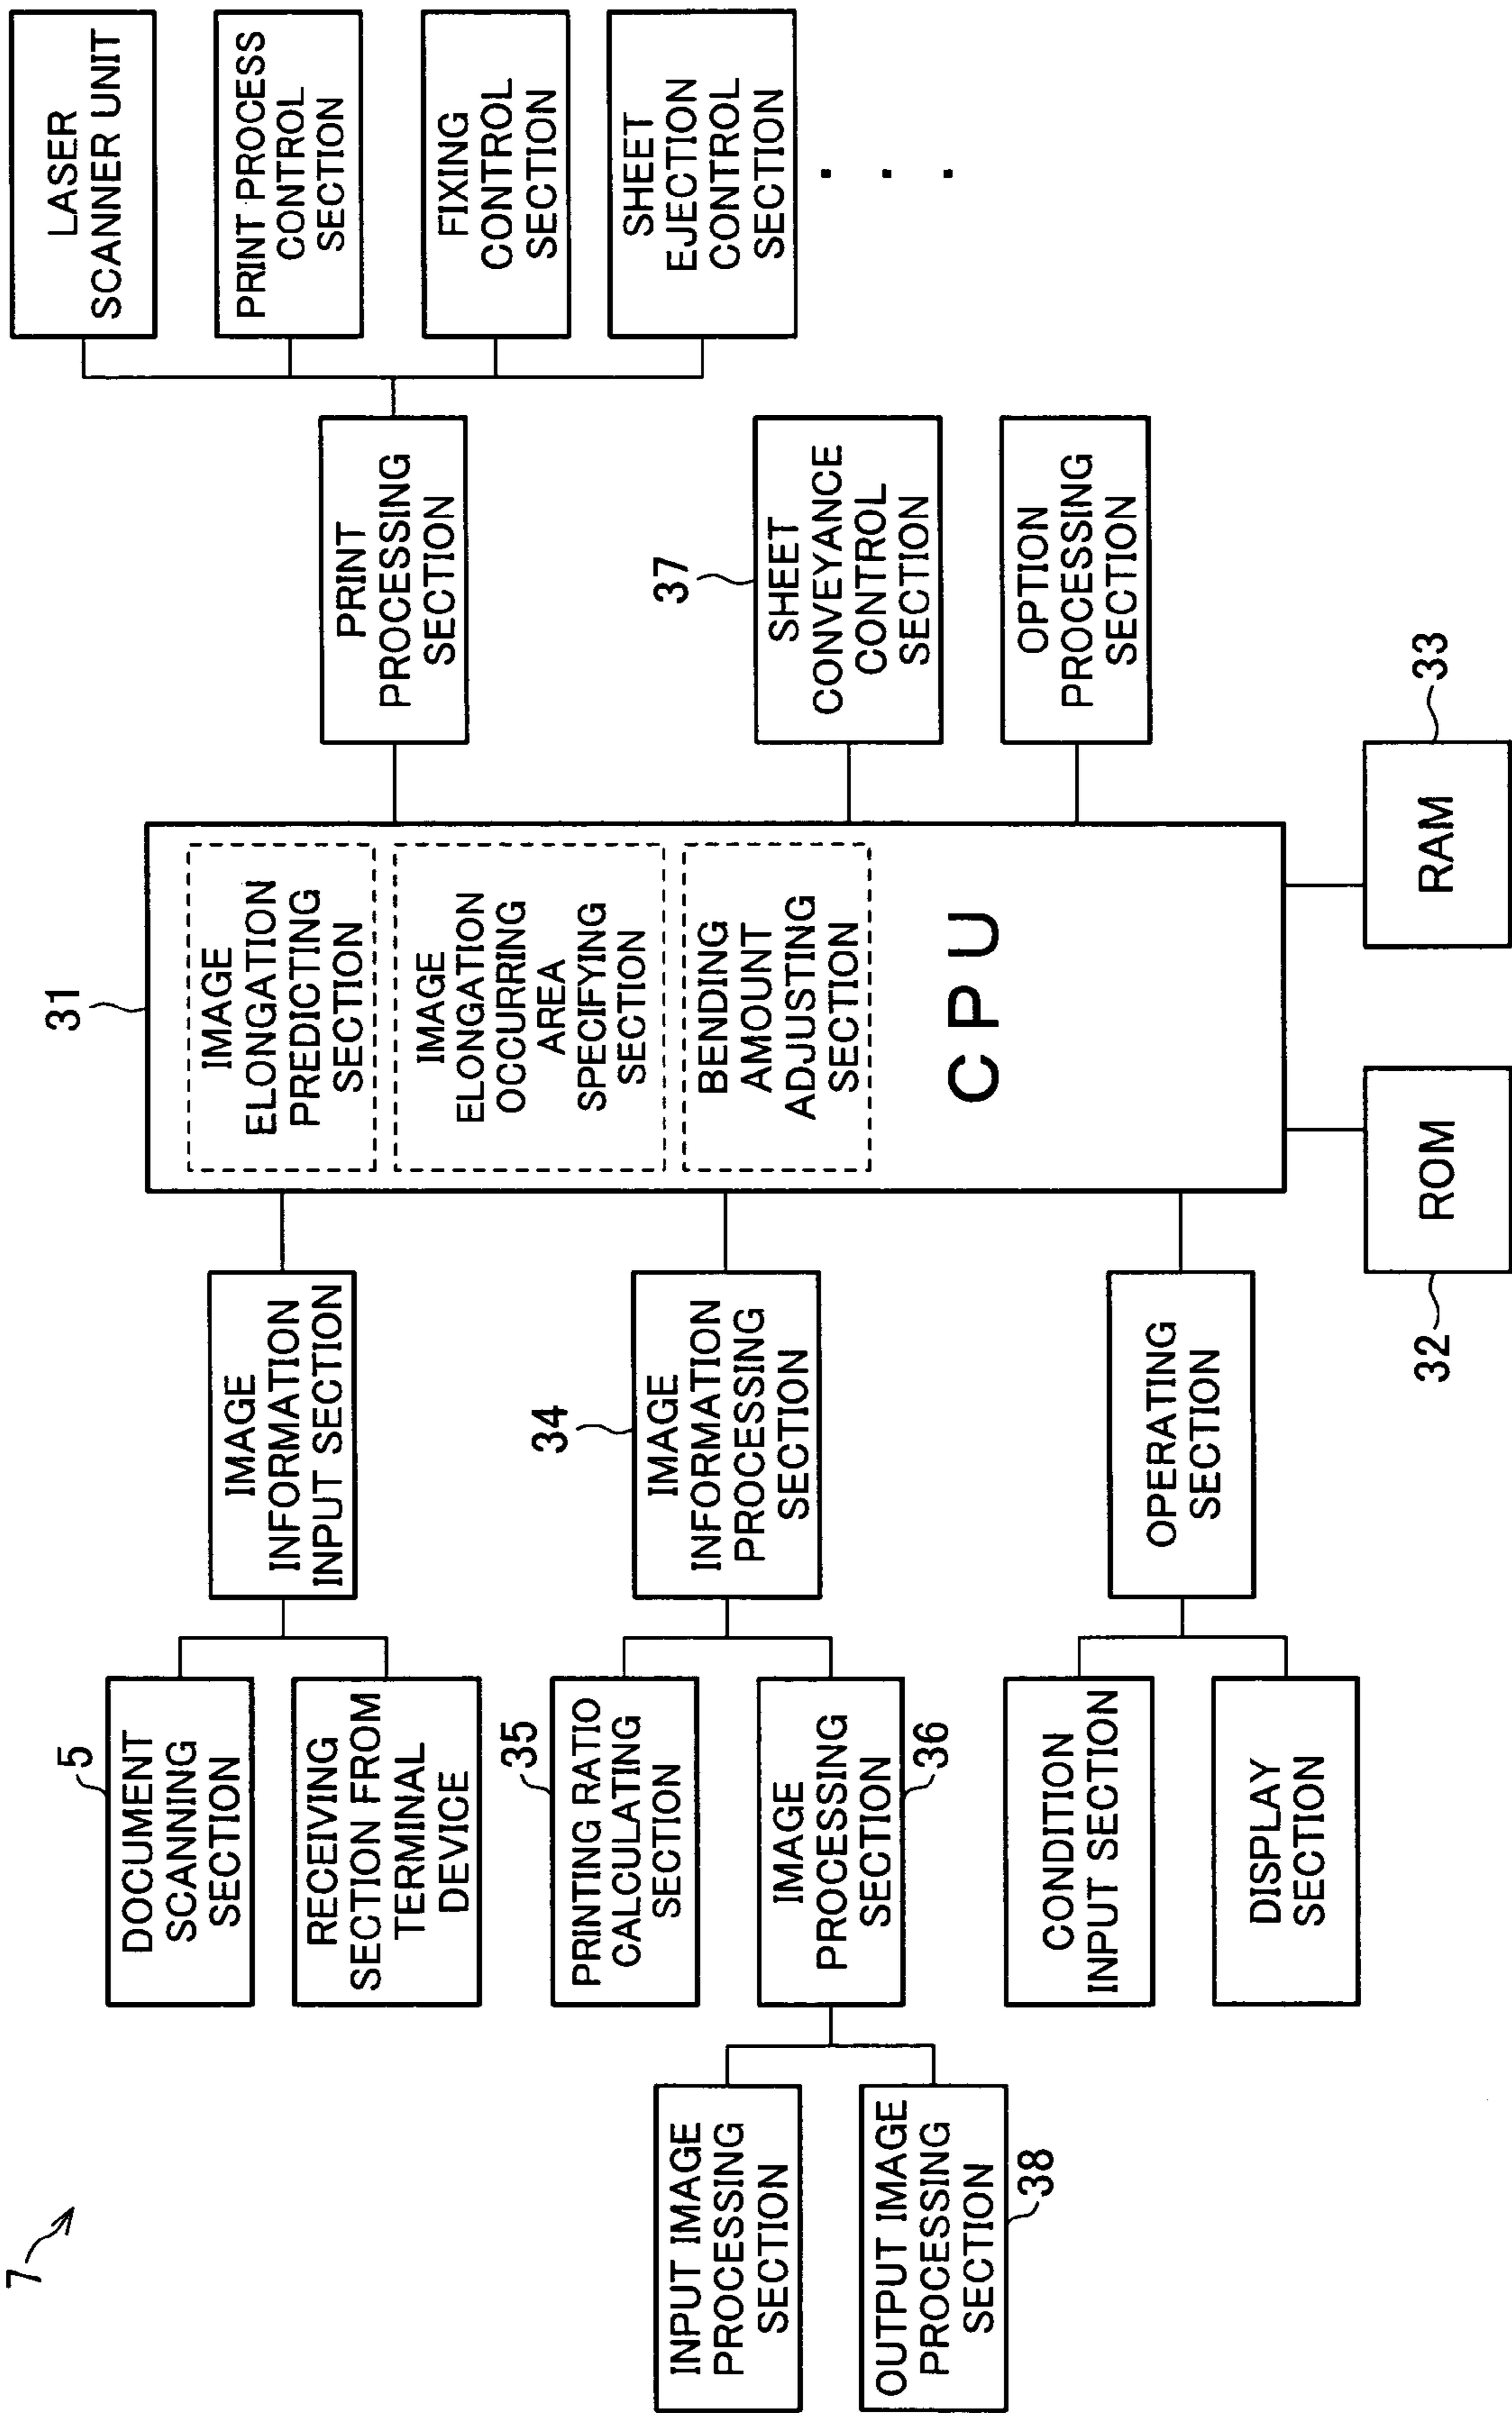 7
5
DOCUMENT
SCANNING
SECTION
RECEIVING
SECTION FROM
TERMINAL
DEVICE
IMAGE
INFORMATION
INPUT SECTION
INPUT IMAGE
PROCESSING
SECTION
OUTPUT IMAGE
PROCESSING
SECTION
38
35
PRINTING RATIO
CALCULATING
SECTION
IMAGE
PROCESSING
SECTION
36
34
IMAGE
INFORMATION
PROCESSING
SECTION
CONDITION
INPUT SECTION
DISPLAY
SECTION
OPERATING
SECTION
31
IMAGE
ELONGATION
PREDICTING
SECTION
IMAGE
ELONGATION
OCCURRING
AREA
SPECIFYING
SECTION
BENDING
AMOUNT
ADJUSTING
SECTION
CPU
32
ROM
RAM
33
PRINT
PROCESSING
SECTION
37
SHEET
CONVEYANCE
CONTROL
SECTION
OPTION
PROCESSING
SECTION
LASER
SCANNER UNIT
PRINT PROCESS
CONTROL
SECTION
FIXING
CONTROL
SECTION
SHEET
EJECTION
CONTROL
SECTION
. . .